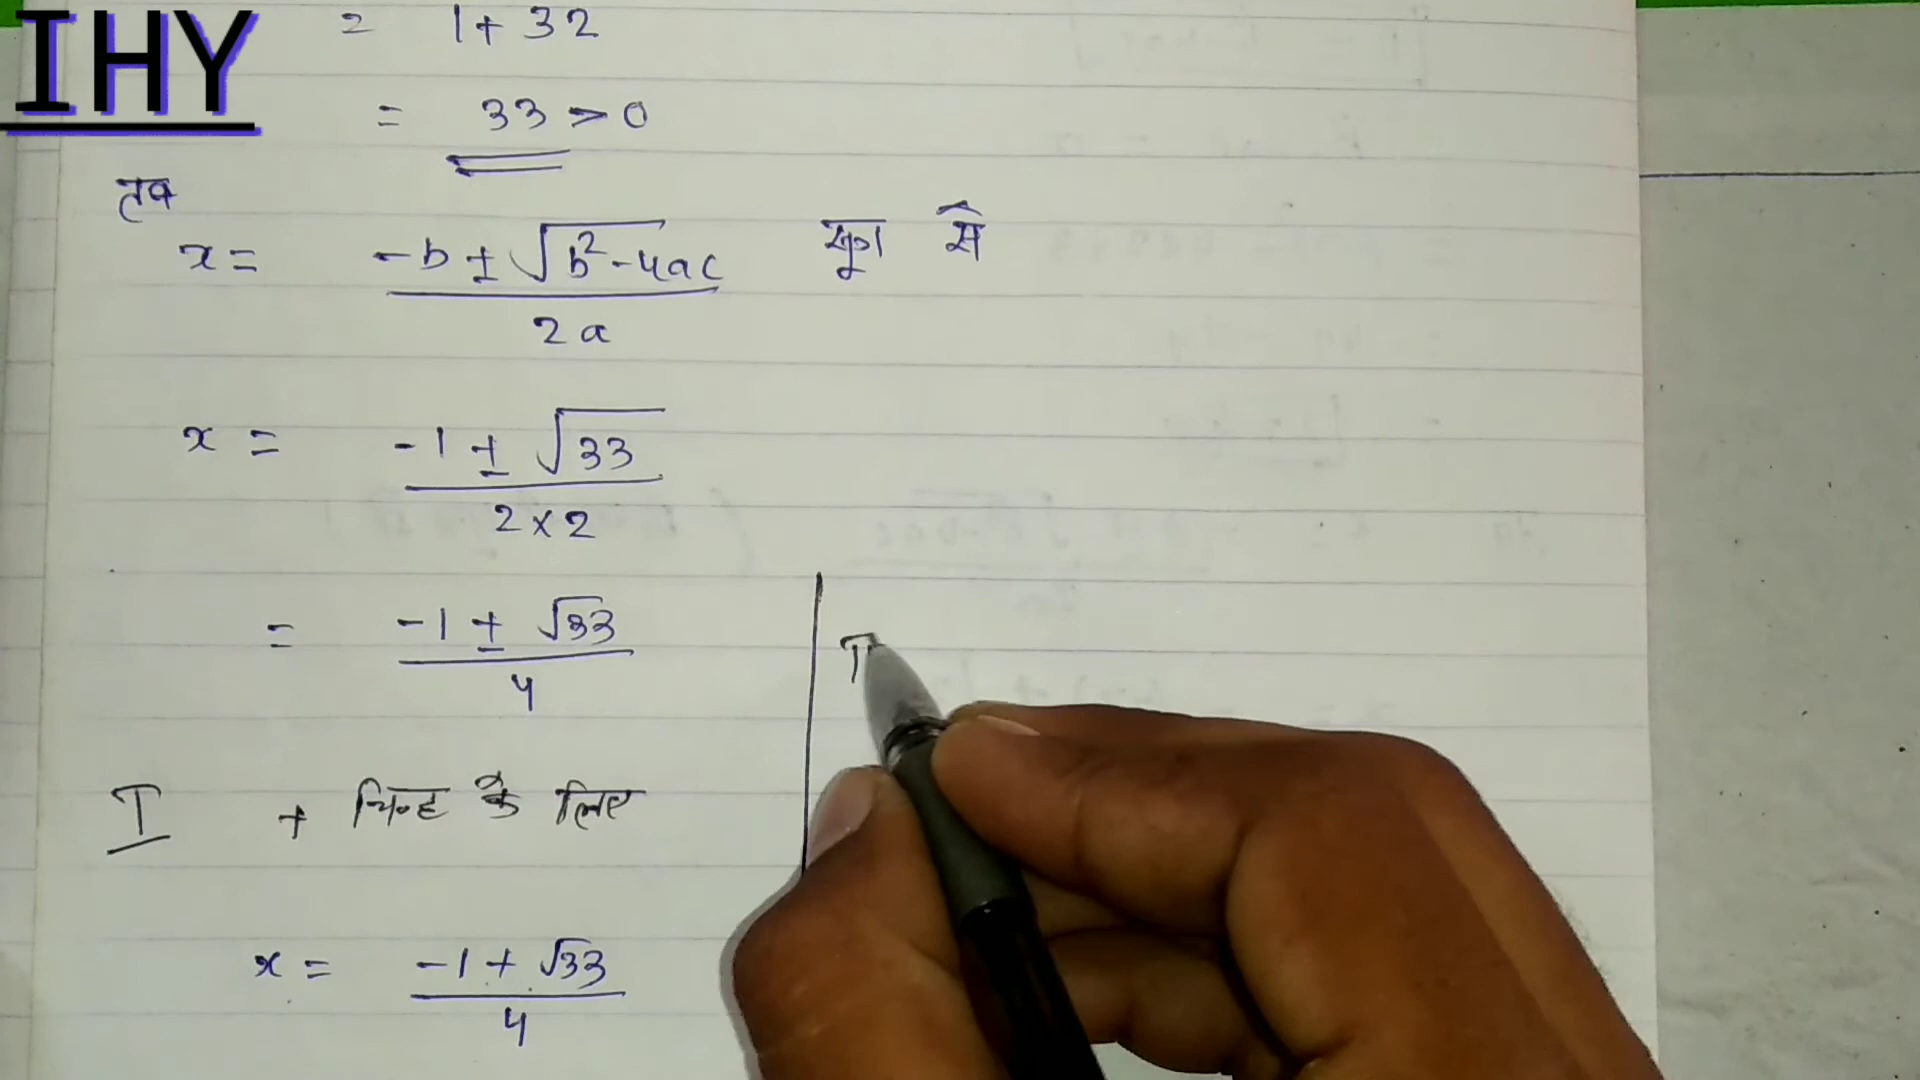 IHY
= 1 + 32
= 33 > 0
तब
x = -b ± √b²-4ac / 2a सूत्र से
x = -1 ± √33 / 2 × 2
= -1 ± √33 / 4
I + चिन्ह के लिए
x = -1 + √33 / 4